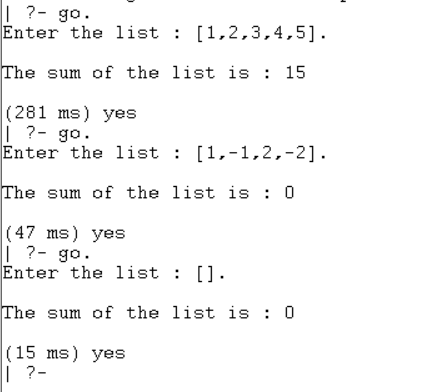 | ?- go.
Enter the list : [1,2,3,4,5].
The sum of the list is : 15
(281 ms) yes
| ?- go.
Enter the list : [1,-1,2,-2].
The sum of the list is : 0
(47 ms) yes
| ?- go.
Enter the list : [].
The sum of the list is : 0
(15 ms) yes
| ?-